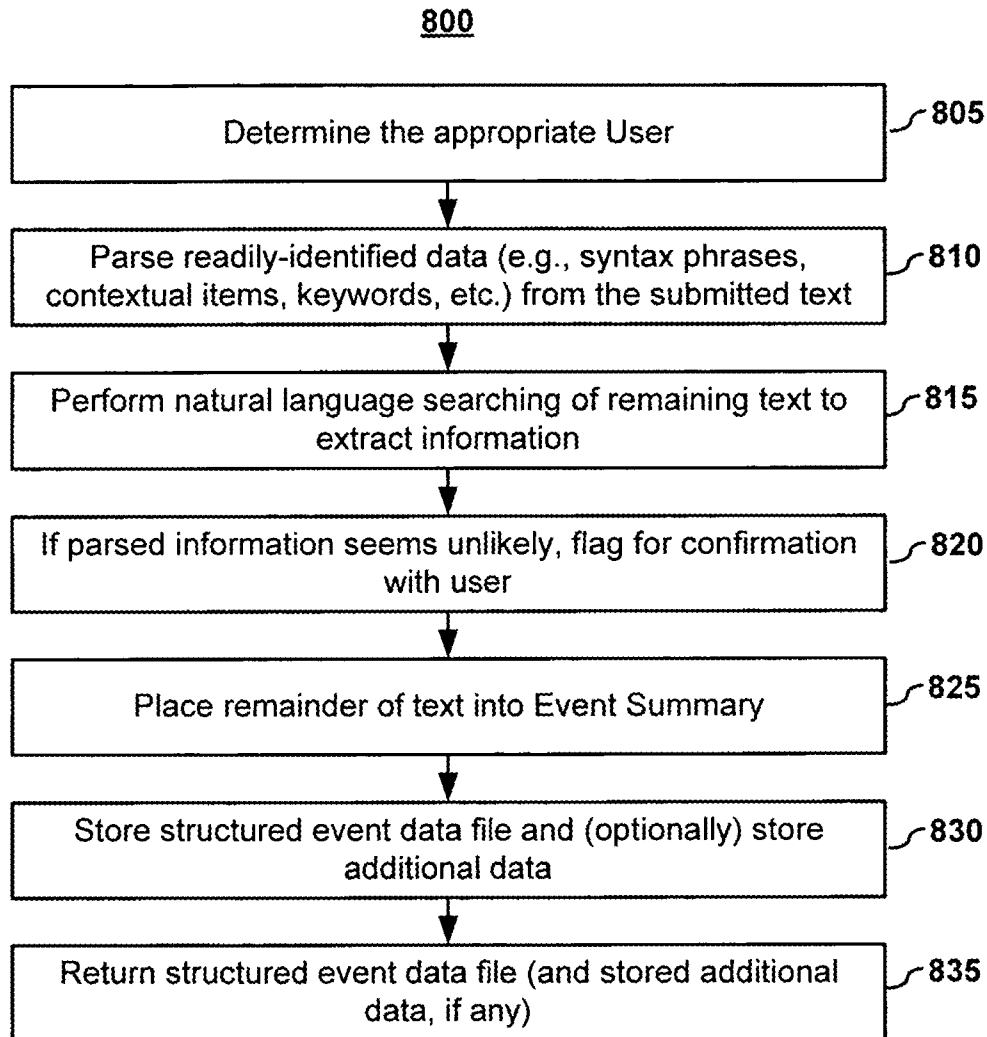 800
Determine the appropriate User
805
Parse readily-identified data (e.g., syntax phrases,
contextual items, keywords, etc.) from the submitted text
810
Perform natural language searching of remaining text to
extract information
815
If parsed information seems unlikely, flag for confirmation
with user
820
Place remainder of text into Event Summary
825
Store structured event data file and (optionally) store
additional data
830
Return structured event data file (and stored additional
data, if any)
835